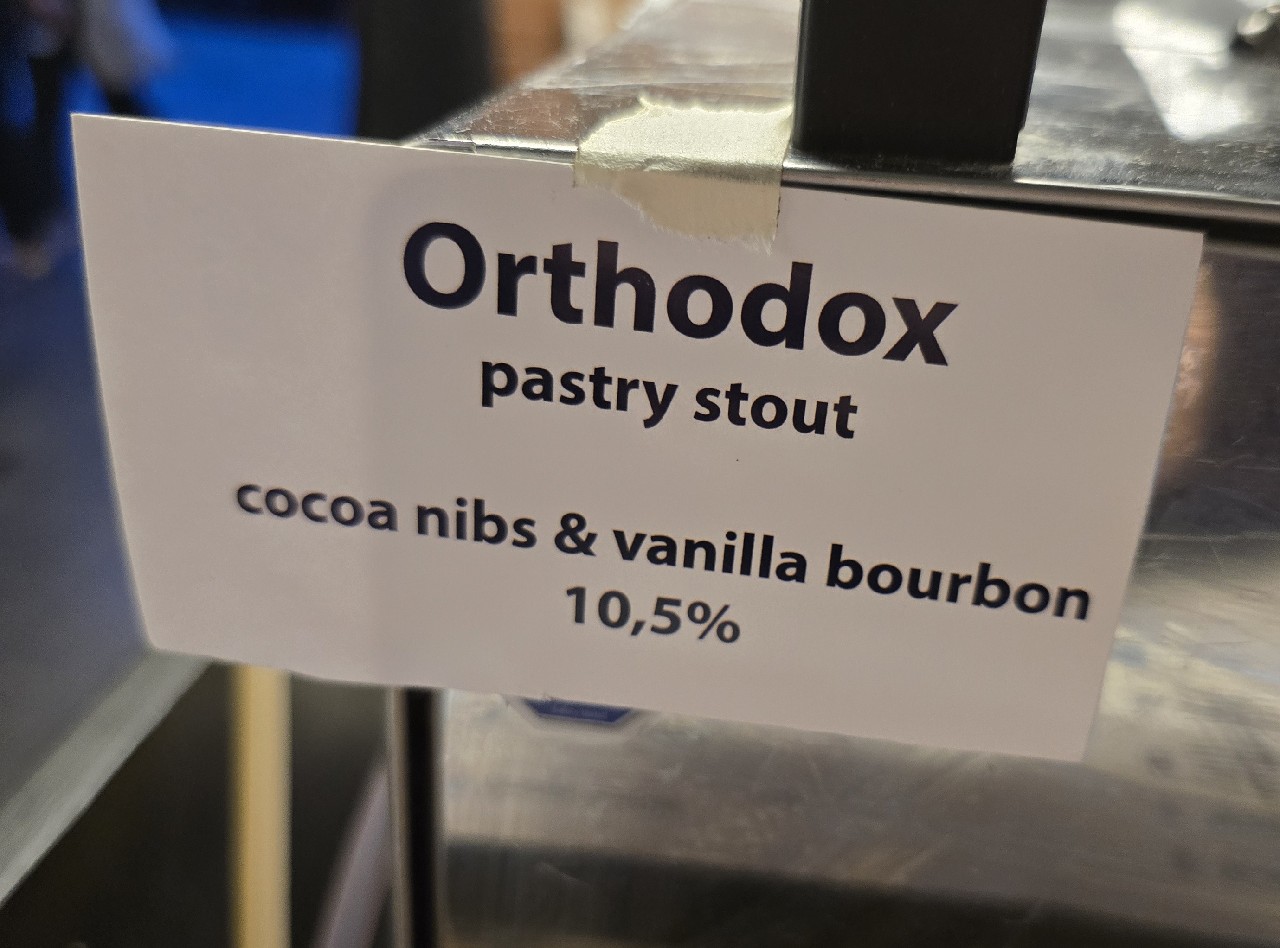 Orthodox
pastry stout
cocoa nibs & vanilla bourbon
10,5%